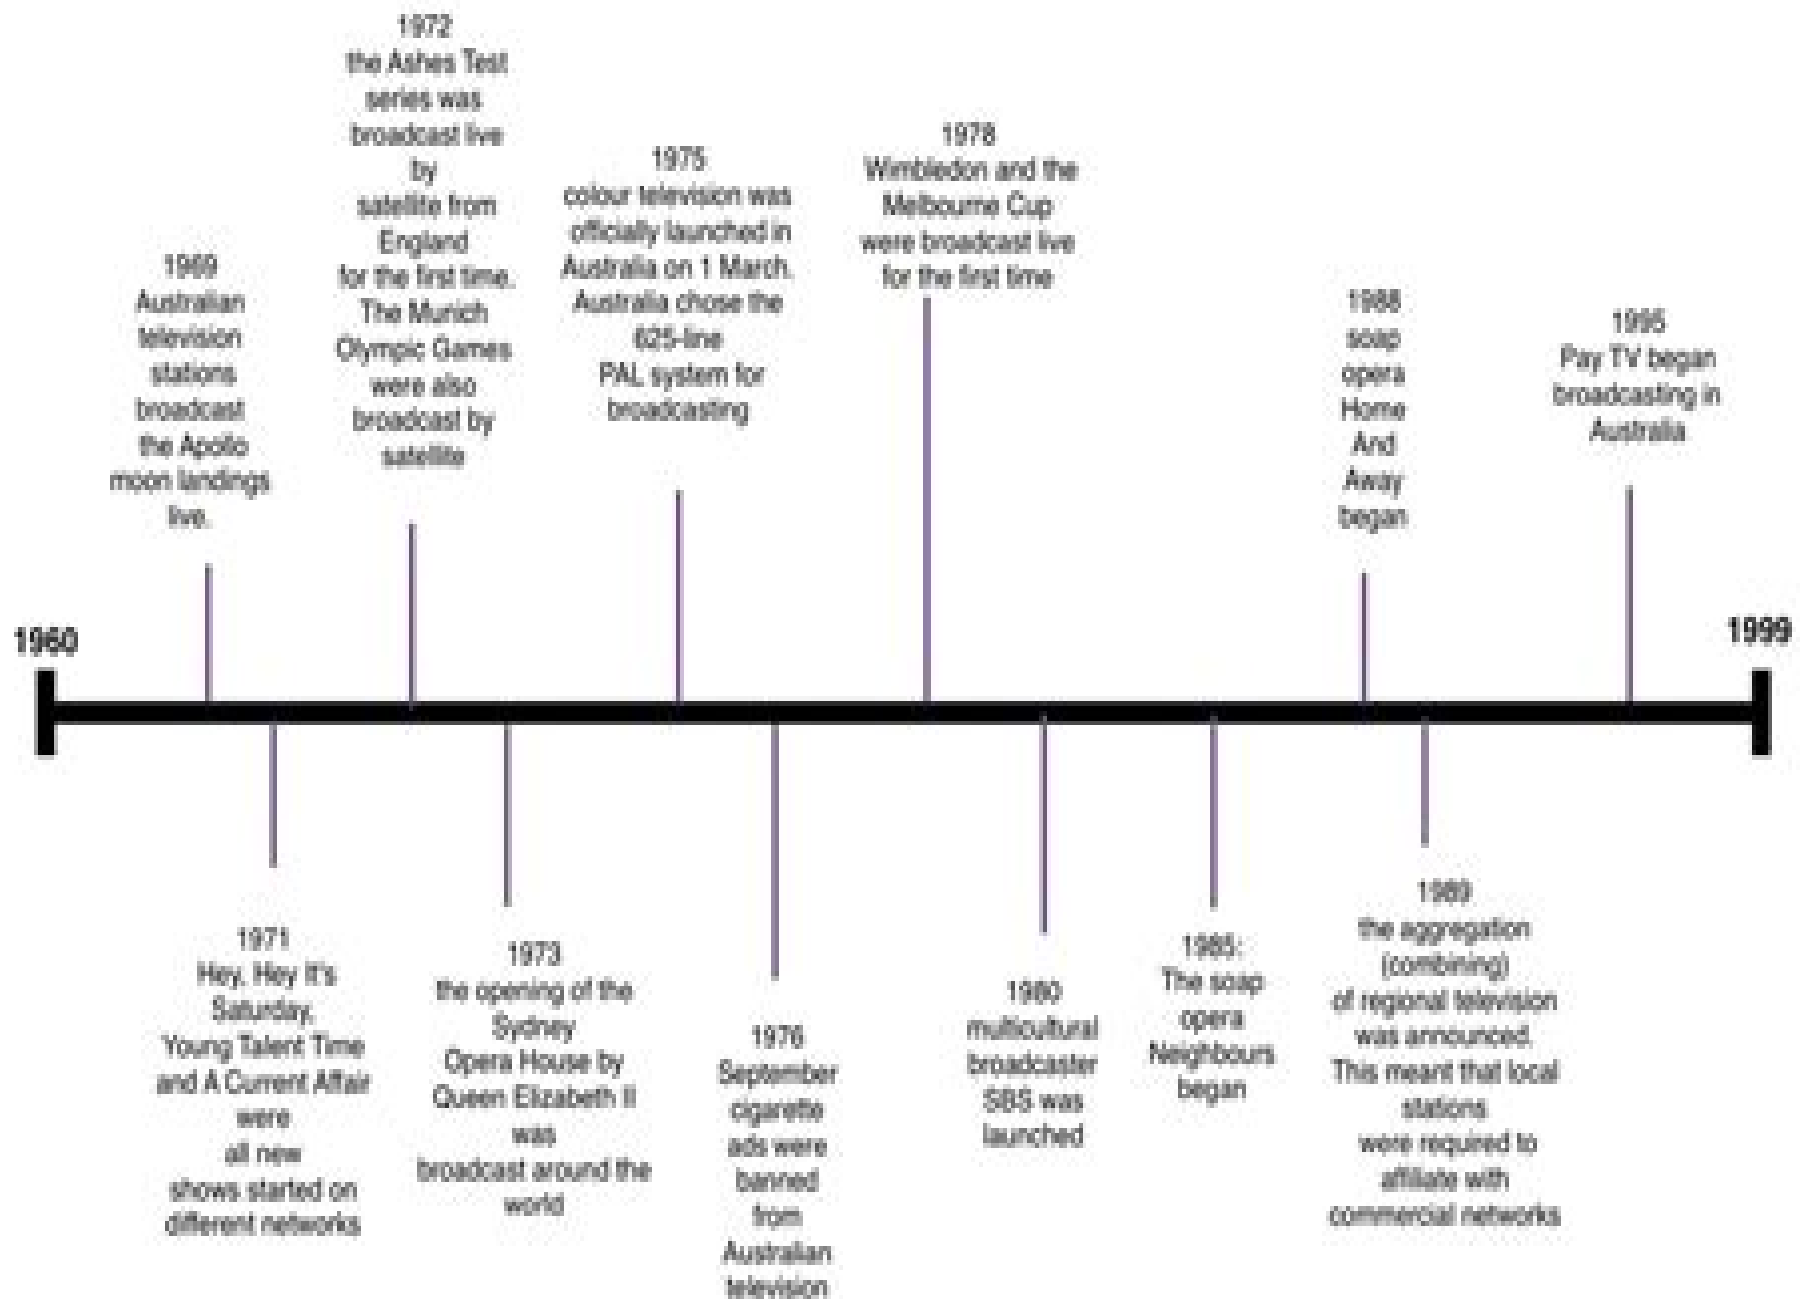 1960
1969
Australian
television
stations
broadcast
the Apollo
moon landings
live.
1971
Hey, Hey It's
Saturday,
Young Talent Time
and A Current Affair
were
all new
shows started on
different networks
1972
the Ashes Test
series was
broadcast live
by
satellite from
England
for the first time.
The Munich
Olympic Games
were also
broadcast by
satellite
1973
the opening of the
Sydney
Opera House by
Queen Elizabeth II
was
broadcast around the
world
1975
colour television was
officially launched in
Australia on 1 March.
Australia chose the
625-line
PAL system for
broadcasting
1976
September
cigarette
ads were
banned
from
Australian
television
1978
Wimbledon and the
Melbourne Cup
were broadcast live
for the first time
1980
multicultural
broadcaster
SBS was
launched
1985:
The soap
opera
Neighbours
began
1988
soap
opera
Home
And
Away
began
1989
the aggregation
(combining)
of regional television
was announced.
This meant that local
stations
were required to
affiliate with
commercial networks
1995
Pay TV began
broadcasting in
Australia
1999